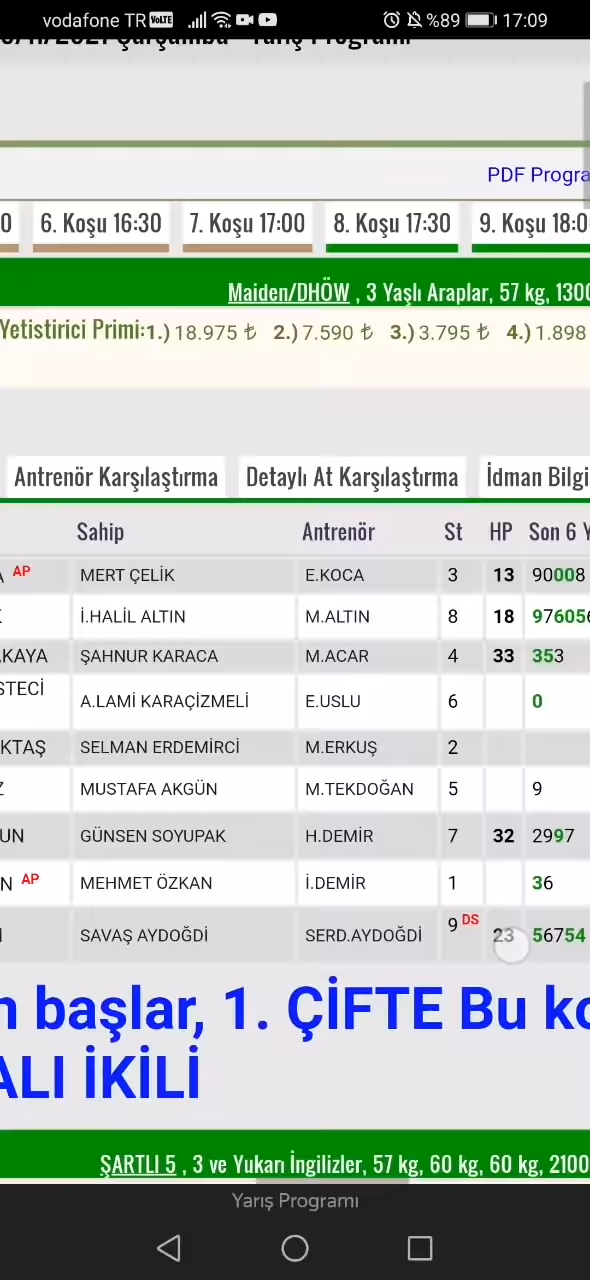 vodafone TR VoLTE %89 17:09
Çarşamba - Yarış Programı
PDF Progra
0 6. Koşu 16:30 7. Koşu 17:00 8. Koşu 17:30 9. Koşu 18:0
Maiden/DHÖW , 3 Yaşlı Araplar, 57 kg, 1300
Yetistirici Primi:1.) 18.975 ₺ 2.) 7.590 ₺ 3.) 3.795 ₺ 4.) 1.898
Antrenör Karşılaştırma Detaylı At Karşılaştırma İdman Bilgi
Sahip Antrenör St HP Son 6 Y
A AP MERT ÇELİK E.KOCA 3 13 90008
İ.HALİL ALTIN M.ALTIN 8 18 976056
KAYA ŞAHNUR KARACA M.ACAR 4 33 353
STECİ
A.LAMİ KARAÇİZMELİ E.USLU 6 0
KTAŞ SELMAN ERDEMİRCİ M.ERKUŞ 2
Z MUSTAFA AKGÜN M.TEKDOĞAN 5 9
UN GÜNSEN SOYUPAK H.DEMİR 7 32 2997
N AP MEHMET ÖZKAN İ.DEMİR 1 36
İ SAVAŞ AYDOĞDİ SERD.AYDOĞDİ 9 DS 23 56754
n başlar, 1. ÇİFTE Bu ko
ALI İKİLİ
ŞARTLI 5 , 3 ve Yukarı İngilizler, 57 kg, 60 kg, 60 kg, 2100
Yarış Programı